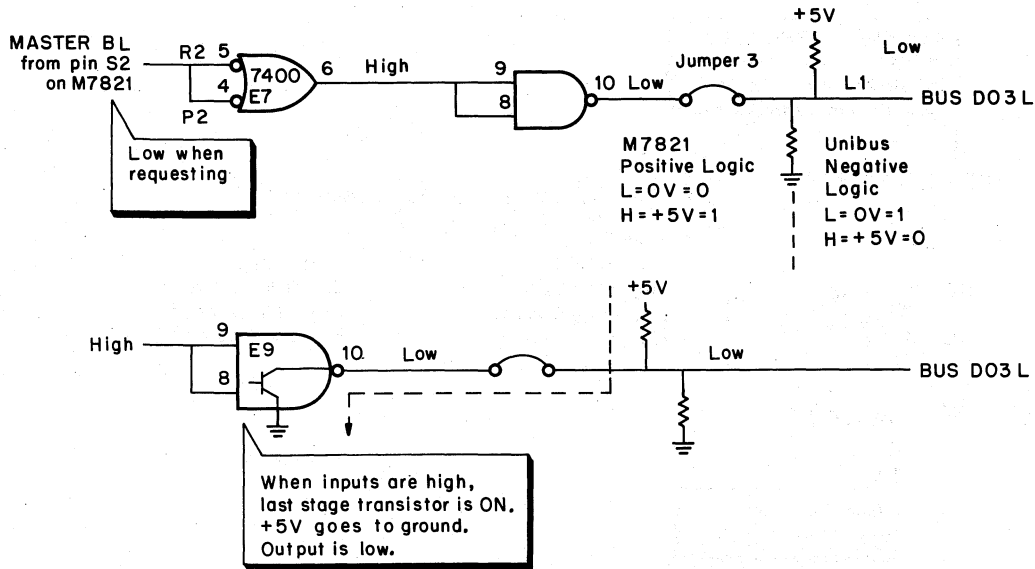 MASTER BL
from pin S2
on M7821
R2 5
4
P2
7400
E7
6
High
9
8
10
Low
Jumper 3
+5V
Low
L1
BUS DO3 L
Low when
requesting
M7821
Positive Logic
L=0V=0
H=+5V=1
Unibus
Negative
Logic
L=0V=1
H=+5V=0
High
9
8
E9
10
Low
+5V
Low
BUS DO3 L
When inputs are high,
last stage transistor is ON.
+5V goes to ground.
Output is low.